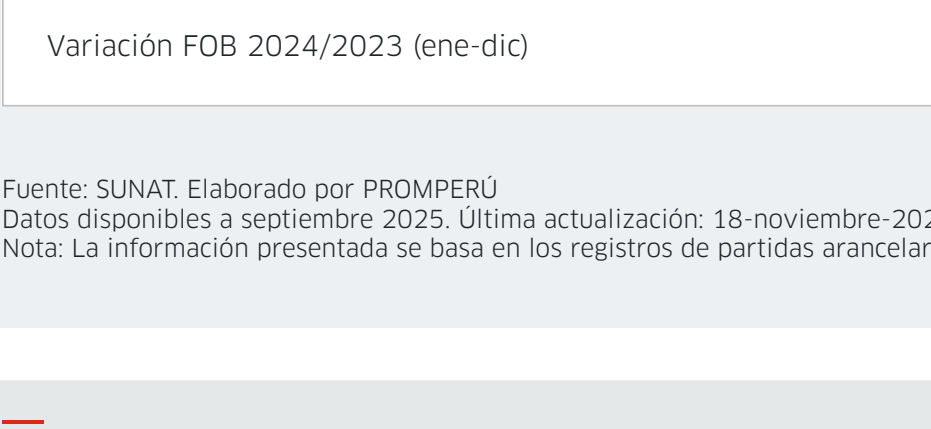 Variación FOB 2024/2023 (ene-dic)
Fuente: SUNAT. Elaborado por PROMPERÚ
Datos disponibles a septiembre 2025. Última actualización: 18-noviembre-202
Nota: La información presentada se basa en los registros de partidas arancelar